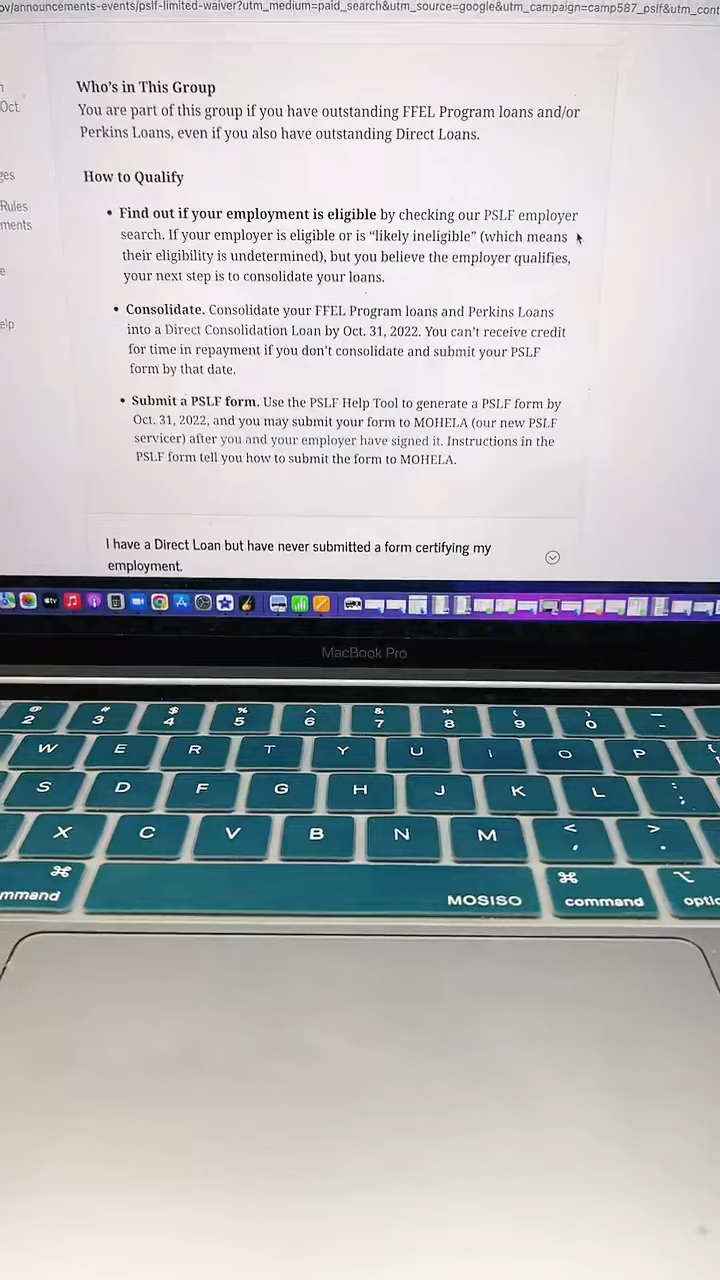 ov/announcements-events/pslf-limited-waiver?utm_medium=paid_search&utm_source=google&utm_campaign=camp587_pslf&utm_cont
Oct.
ges
Rules
ments
e
elp
Who's in This Group
You are part of this group if you have outstanding FFEL Program loans and/or
Perkins Loans, even if you also have outstanding Direct Loans.
How to Qualify
• Find out if your employment is eligible by checking our PSLF employer
search. If your employer is eligible or is “likely ineligible” (which means
their eligibility is undetermined), but you believe the employer qualifies,
your next step is to consolidate your loans.
• Consolidate. Consolidate your FFEL Program loans and Perkins Loans
into a Direct Consolidation Loan by Oct. 31, 2022. You can't receive credit
for time in repayment if you don't consolidate and submit your PSLF
form by that date.
• Submit a PSLF form. Use the PSLF Help Tool to generate a PSLF form by
Oct. 31, 2022, and you may submit your form to MOHELA (our new PSLF
servicer) after you and your employer have signed it. Instructions in the
PSLF form tell you how to submit the form to MOHELA.
I have a Direct Loan but have never submitted a form certifying my
employment.
tv
MacBook Pro
@ # $ % ^ & * ( ) _
2 3 4 5 6 7 8 9 0 -
W E R T Y U I O P {
S D F G H J K L : ;
X C V B N M < , > .
⌘ ⌘ ⌥
mmand MOSISO command optic